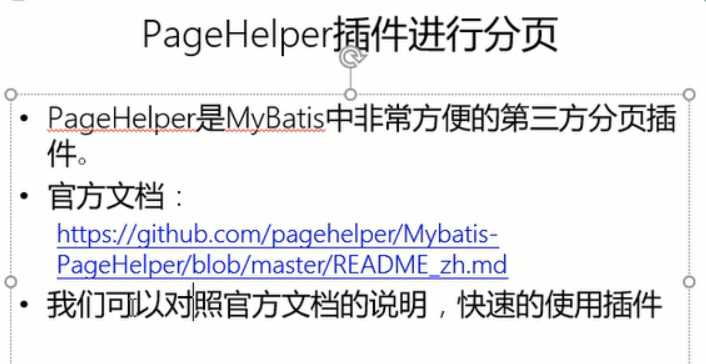 PageHelper插件进行分页
• PageHelper是MyBatis中非常方便的第三方分页插
件。
• 官方文档：
https://github.com/pagehelper/Mybatis-
PageHelper/blob/master/README_zh.md
• 我们可以对照官方文档的说明，快速的使用插件